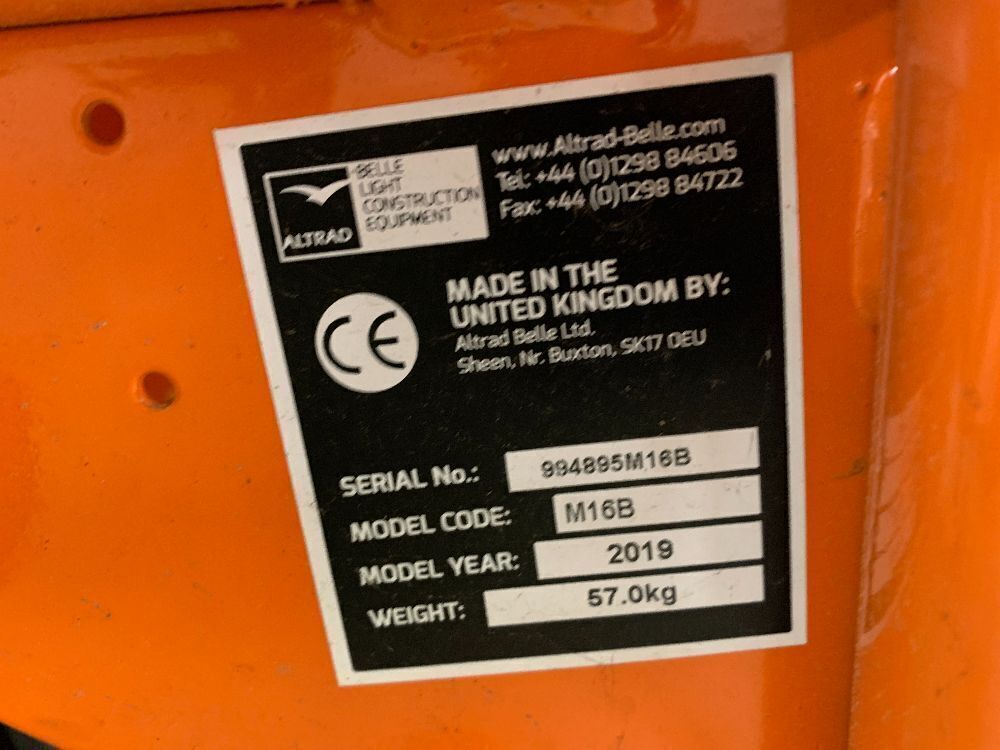 ALTRAD
BELLE
LIGHT
CONSTRUCTION
EQUIPMENT
www.Altrad-Belle.com
Tel: +44 (0)1298 84606
Fax: +44 (0)1298 84722
CE
MADE IN THE
UNITED KINGDOM BY:
Altrad Belle Ltd.
Sheen, Nr. Buxton, SK17 0EU
SERIAL No.: 994895M16B
MODEL CODE: M16B
MODEL YEAR: 2019
WEIGHT: 57.0kg